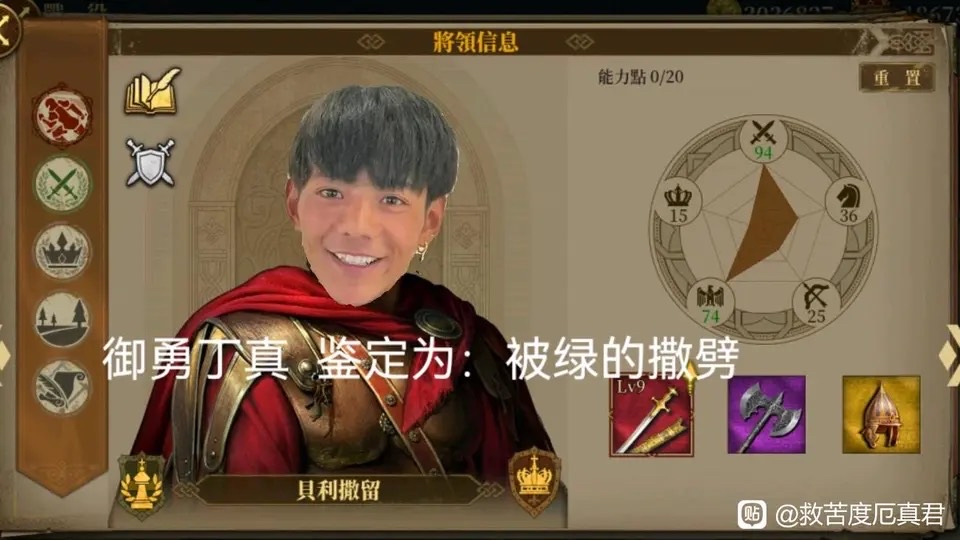 將領信息
能力點 0/20
重置
94
15
36
74
25
御勇丁真 鉴定为：被绿的撒劈
Lv9
貝利撒留
贴 @救苦度厄真君